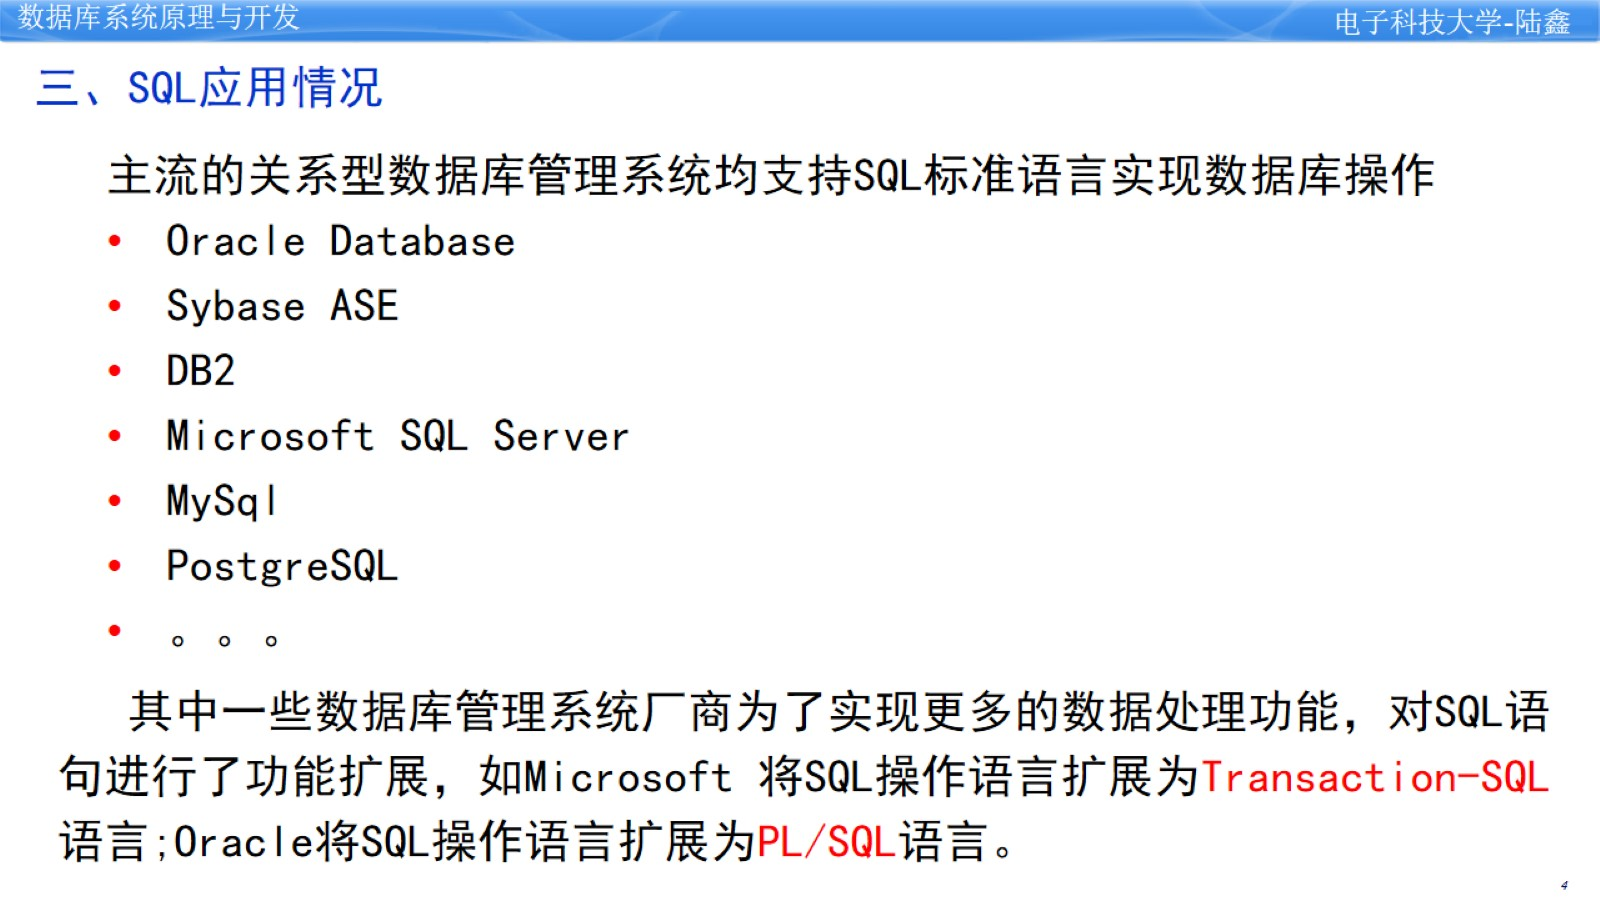 数据库系统原理与开发
电子科技大学-陆鑫
三、SQL应用情况
主流的关系型数据库管理系统均支持SQL标准语言实现数据库操作
• Oracle Database
• Sybase ASE
• DB2
• Microsoft SQL Server
• MySql
• PostgreSQL
• 。。。
其中一些数据库管理系统厂商为了实现更多的数据处理功能，对SQL语
句进行了功能扩展，如Microsoft 将SQL操作语言扩展为Transaction-SQL
语言;Oracle将SQL操作语言扩展为PL/SQL语言。
4